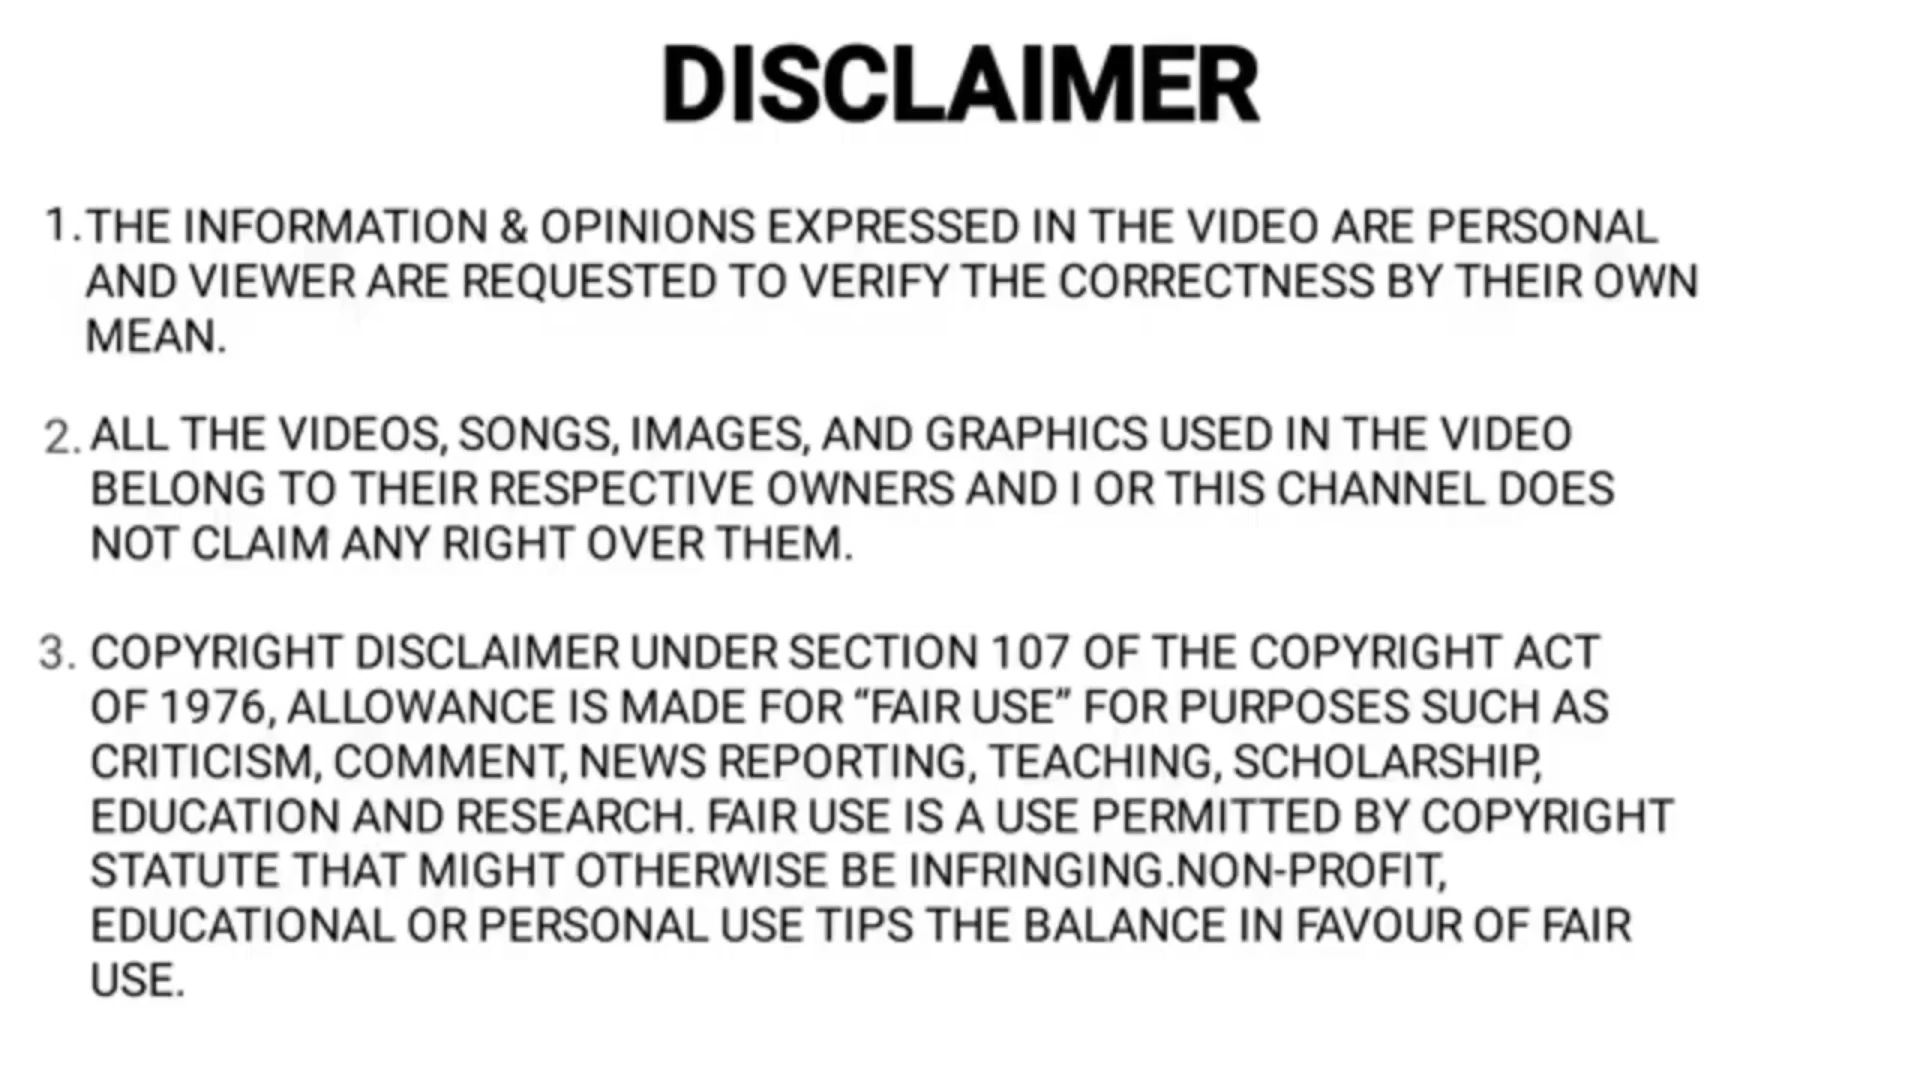 DISCLAIMER
1. THE INFORMATION & OPINIONS EXPRESSED IN THE VIDEO ARE PERSONAL
AND VIEWER ARE REQUESTED TO VERIFY THE CORRECTNESS BY THEIR OWN
MEAN.
2. ALL THE VIDEOS, SONGS, IMAGES, AND GRAPHICS USED IN THE VIDEO
BELONG TO THEIR RESPECTIVE OWNERS AND I OR THIS CHANNEL DOES
NOT CLAIM ANY RIGHT OVER THEM.
3. COPYRIGHT DISCLAIMER UNDER SECTION 107 OF THE COPYRIGHT ACT
OF 1976, ALLOWANCE IS MADE FOR “FAIR USE” FOR PURPOSES SUCH AS
CRITICISM, COMMENT, NEWS REPORTING, TEACHING, SCHOLARSHIP,
EDUCATION AND RESEARCH. FAIR USE IS A USE PERMITTED BY COPYRIGHT
STATUTE THAT MIGHT OTHERWISE BE INFRINGING.NON-PROFIT,
EDUCATIONAL OR PERSONAL USE TIPS THE BALANCE IN FAVOUR OF FAIR
USE.